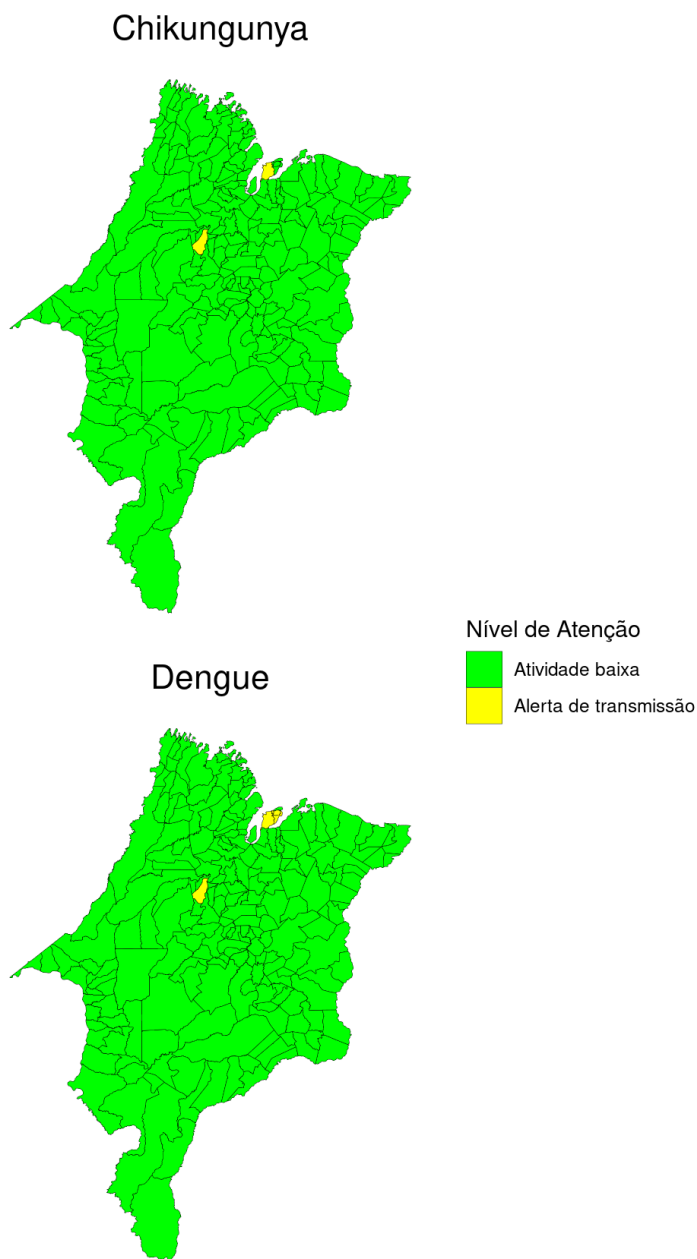 Chikungunya
Nível de Atenção
Atividade baixa
Alerta de transmissão
Dengue